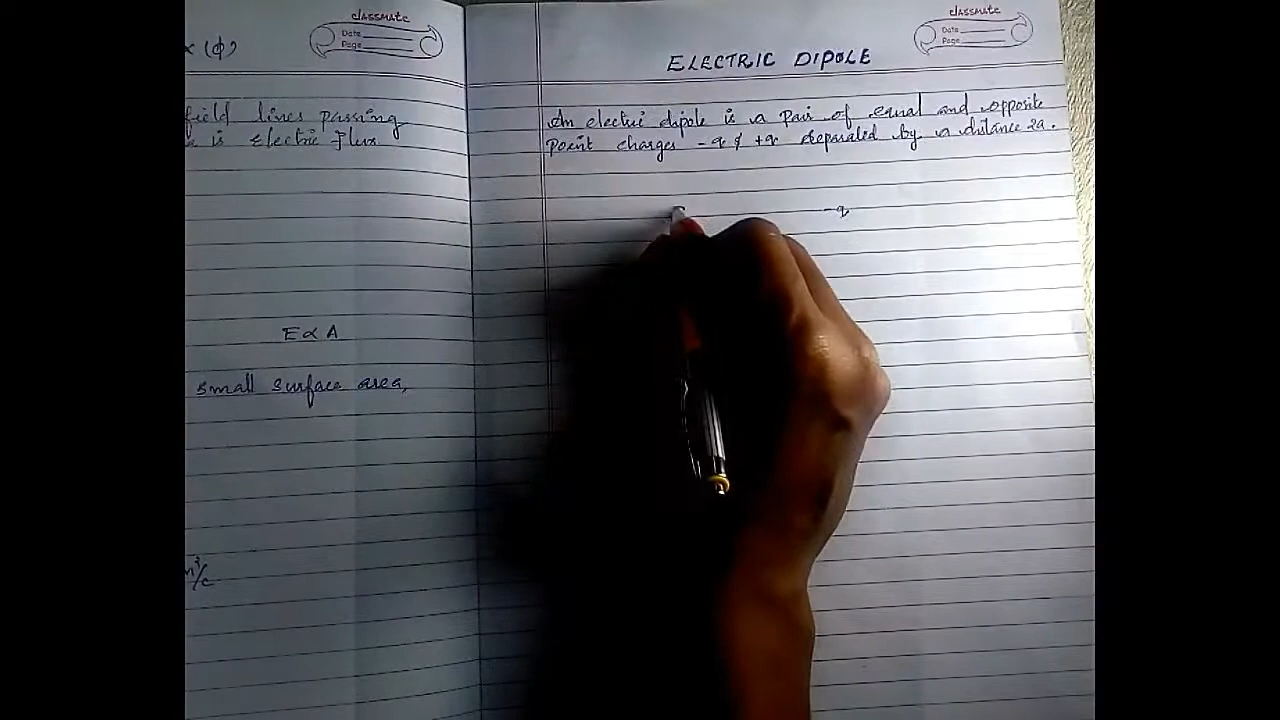 classmate
Date
Page
x (ϕ)
field lines passing
is Electric Flux.
E ∝ A
small surface area,
m³/c
classmate
Date
Page
ELECTRIC DIPOLE
An electric dipole is a pair of equal and opposite
point charges -q & +q separated by a distance 2a.
-q